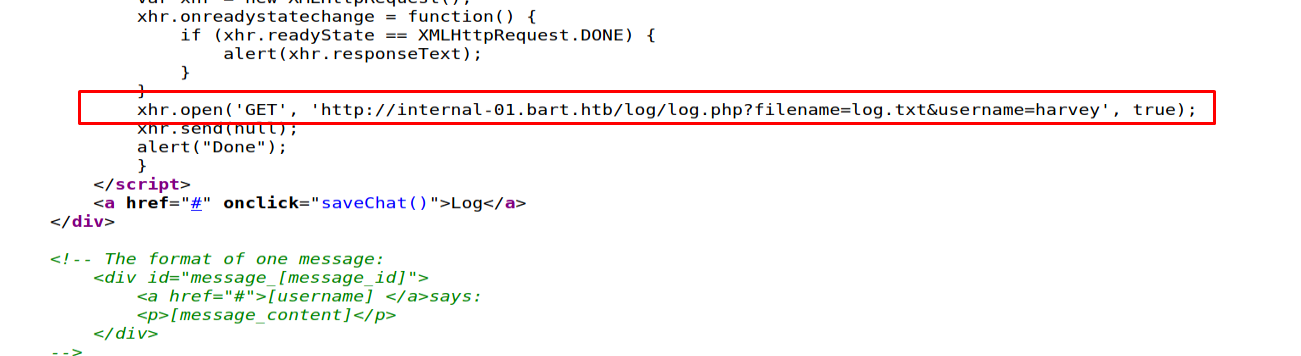 var xhr = new XMLHttpRequest();
xhr.onreadystatechange = function() {
if (xhr.readyState == XMLHttpRequest.DONE) {
alert(xhr.responseText);
}
}
xhr.open('GET', 'http://internal-01.bart.htb/log/log.php?filename=log.txt&username=harvey', true);
xhr.send(null);
alert("Done");
}
</script>
<a href="#" onclick="saveChat()">Log</a>
</div>
<!-- The format of one message:
<div id="message_[message_id]">
<a href="#">[username] </a>says:
<p>[message_content]</p>
</div>
-->